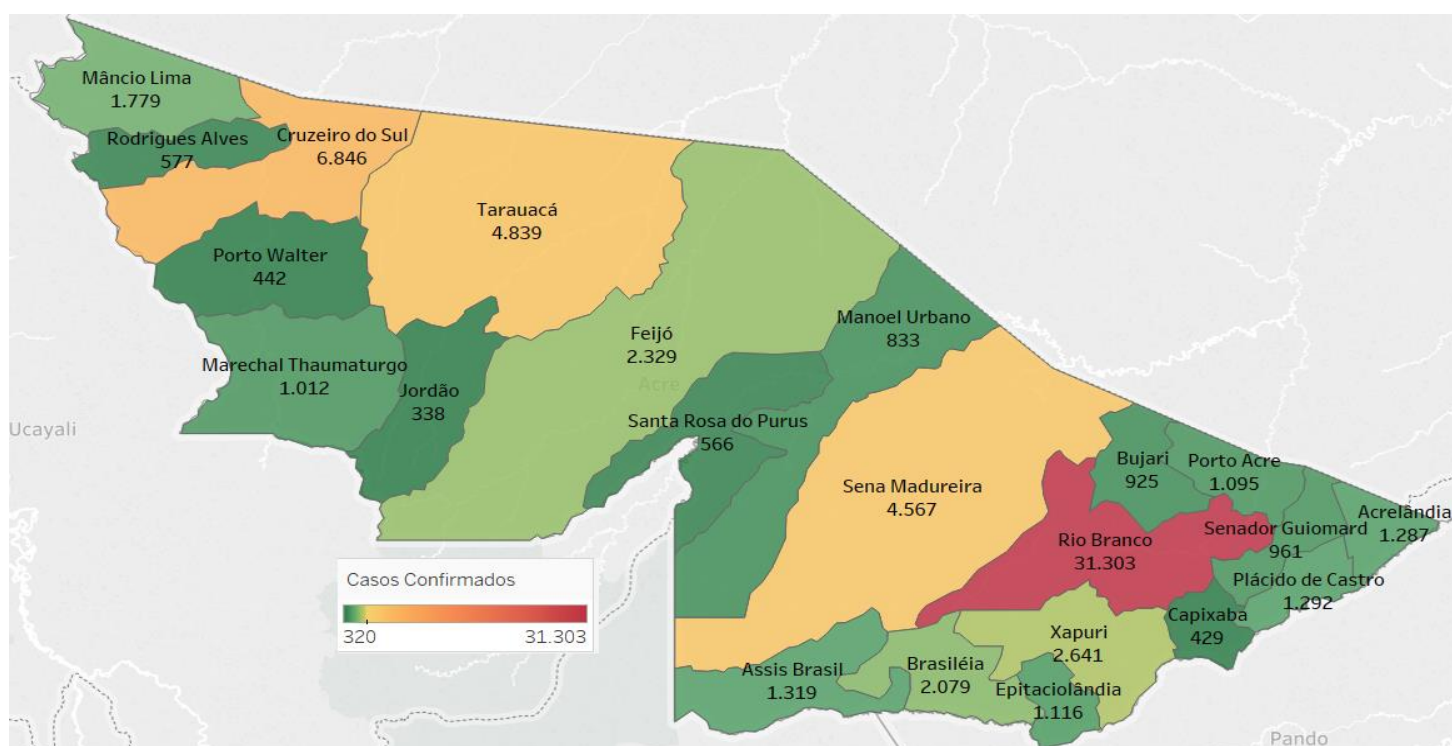 Mâncio Lima
1.779
Rodrigues Alves
577
Cruzeiro do Sul
6.846
Tarauacá
4.839
Porto Walter
442
Marechal Thaumaturgo
1.012
Jordão
338
Feijó
2.329
Acre
Manoel Urbano
833
Santa Rosa do Purus
566
Ucayali
Sena Madureira
4.567
Bujari
925
Porto Acre
1.095
Acrelândia
1.287
Rio Branco
31.303
Senador Guiomard
961
Plácido de Castro
1.292
Capixaba
429
Xapuri
2.641
Assis Brasil
1.319
Brasiléia
2.079
Epitaciolândia
1.116
Pando
Casos Confirmados
320 31.303